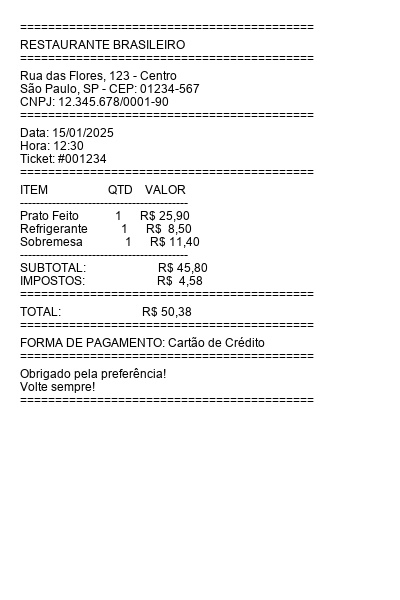 ==========================================
RESTAURANTE BRASILEIRO
==========================================
Rua das Flores, 123 - Centro
São Paulo, SP - CEP: 01234-567
CNPJ: 12.345.678/0001-90
==========================================
Data: 15/01/2025
Hora: 12:30
Ticket: #001234
==========================================
ITEM QTD VALOR
------------------------------------------
Prato Feito 1 R$ 25,90
Refrigerante 1 R$ 8,50
Sobremesa 1 R$ 11,40
------------------------------------------
SUBTOTAL: R$ 45,80
IMPOSTOS: R$ 4,58
==========================================
TOTAL: R$ 50,38
==========================================
FORMA DE PAGAMENTO: Cartão de Crédito
==========================================
Obrigado pela preferência!
Volte sempre!
==========================================